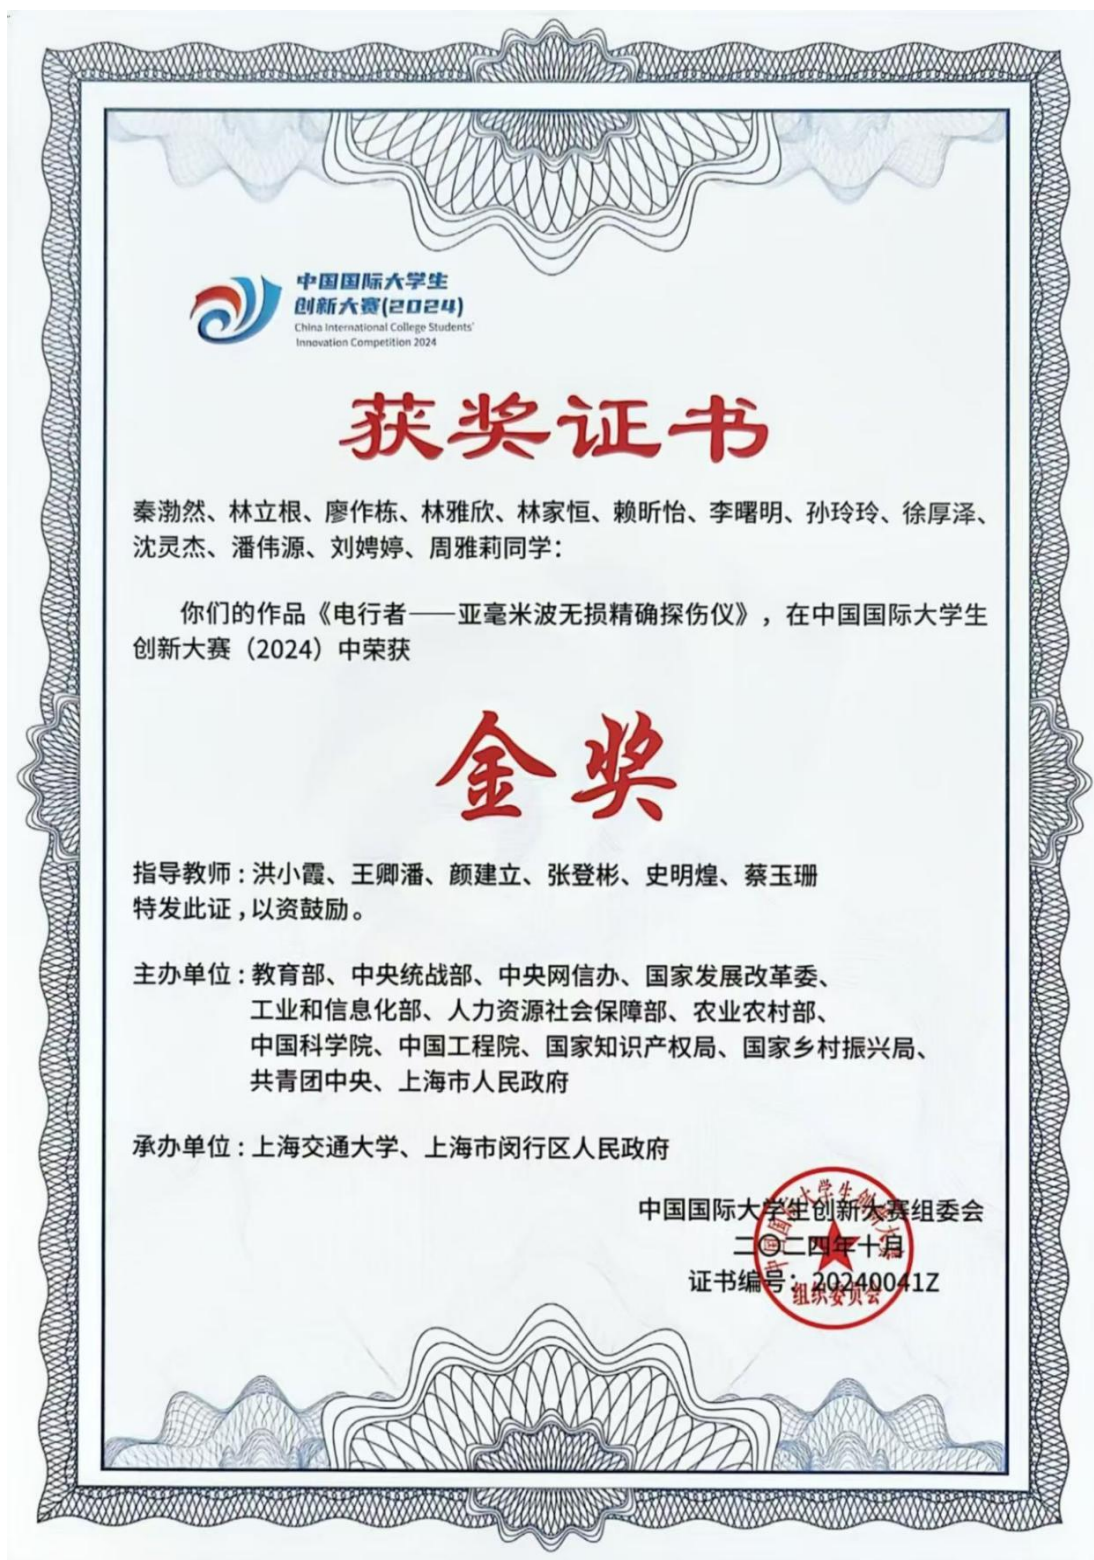 中国国际大学生
创新大赛(2024)
China International College Students'
Innovation Competition 2024
获奖证书
秦渤然、林立根、廖作栋、林雅欣、林家恒、赖昕怡、李曙明、孙玲玲、徐厚泽、
沈灵杰、潘伟源、刘娉婷、周雅莉同学：
你们的作品《电行者——亚毫米波无损精确探伤仪》，在中国国际大学生
创新大赛（2024）中荣获
金奖
指导教师：洪小霞、王卿潘、颜建立、张登彬、史明煌、蔡玉珊
特发此证，以资鼓励。
主办单位：教育部、中央统战部、中央网信办、国家发展改革委、
工业和信息化部、人力资源社会保障部、农业农村部、
中国科学院、中国工程院、国家知识产权局、国家乡村振兴局、
共青团中央、上海市人民政府
承办单位：上海交通大学、上海市闵行区人民政府
中国国际大学生创新大赛组委会
二〇二四年十月
证书编号：20240041Z
中国国际大学生创新大赛
组织委员会